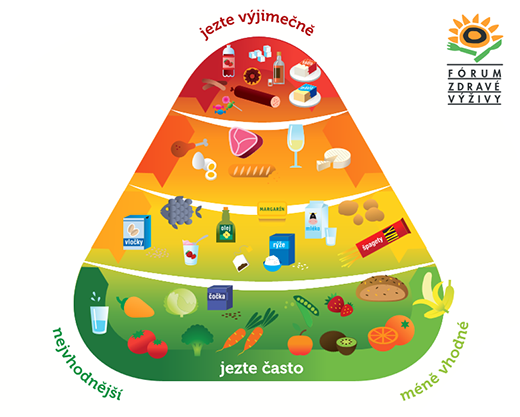 jezte výjimečně
FÓRUM
ZDRAVÉ
VÝŽIVY
MARGARÍN
vločky
olej
rýže
mléko
špagety
čočka
nejvhodnější
jezte často
méně vhodné